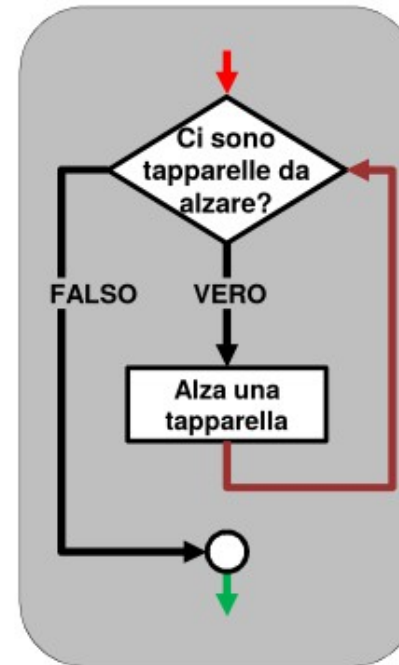 Ci sono
tapparelle da
alzare?
FALSO
VERO
Alza una
tapparella